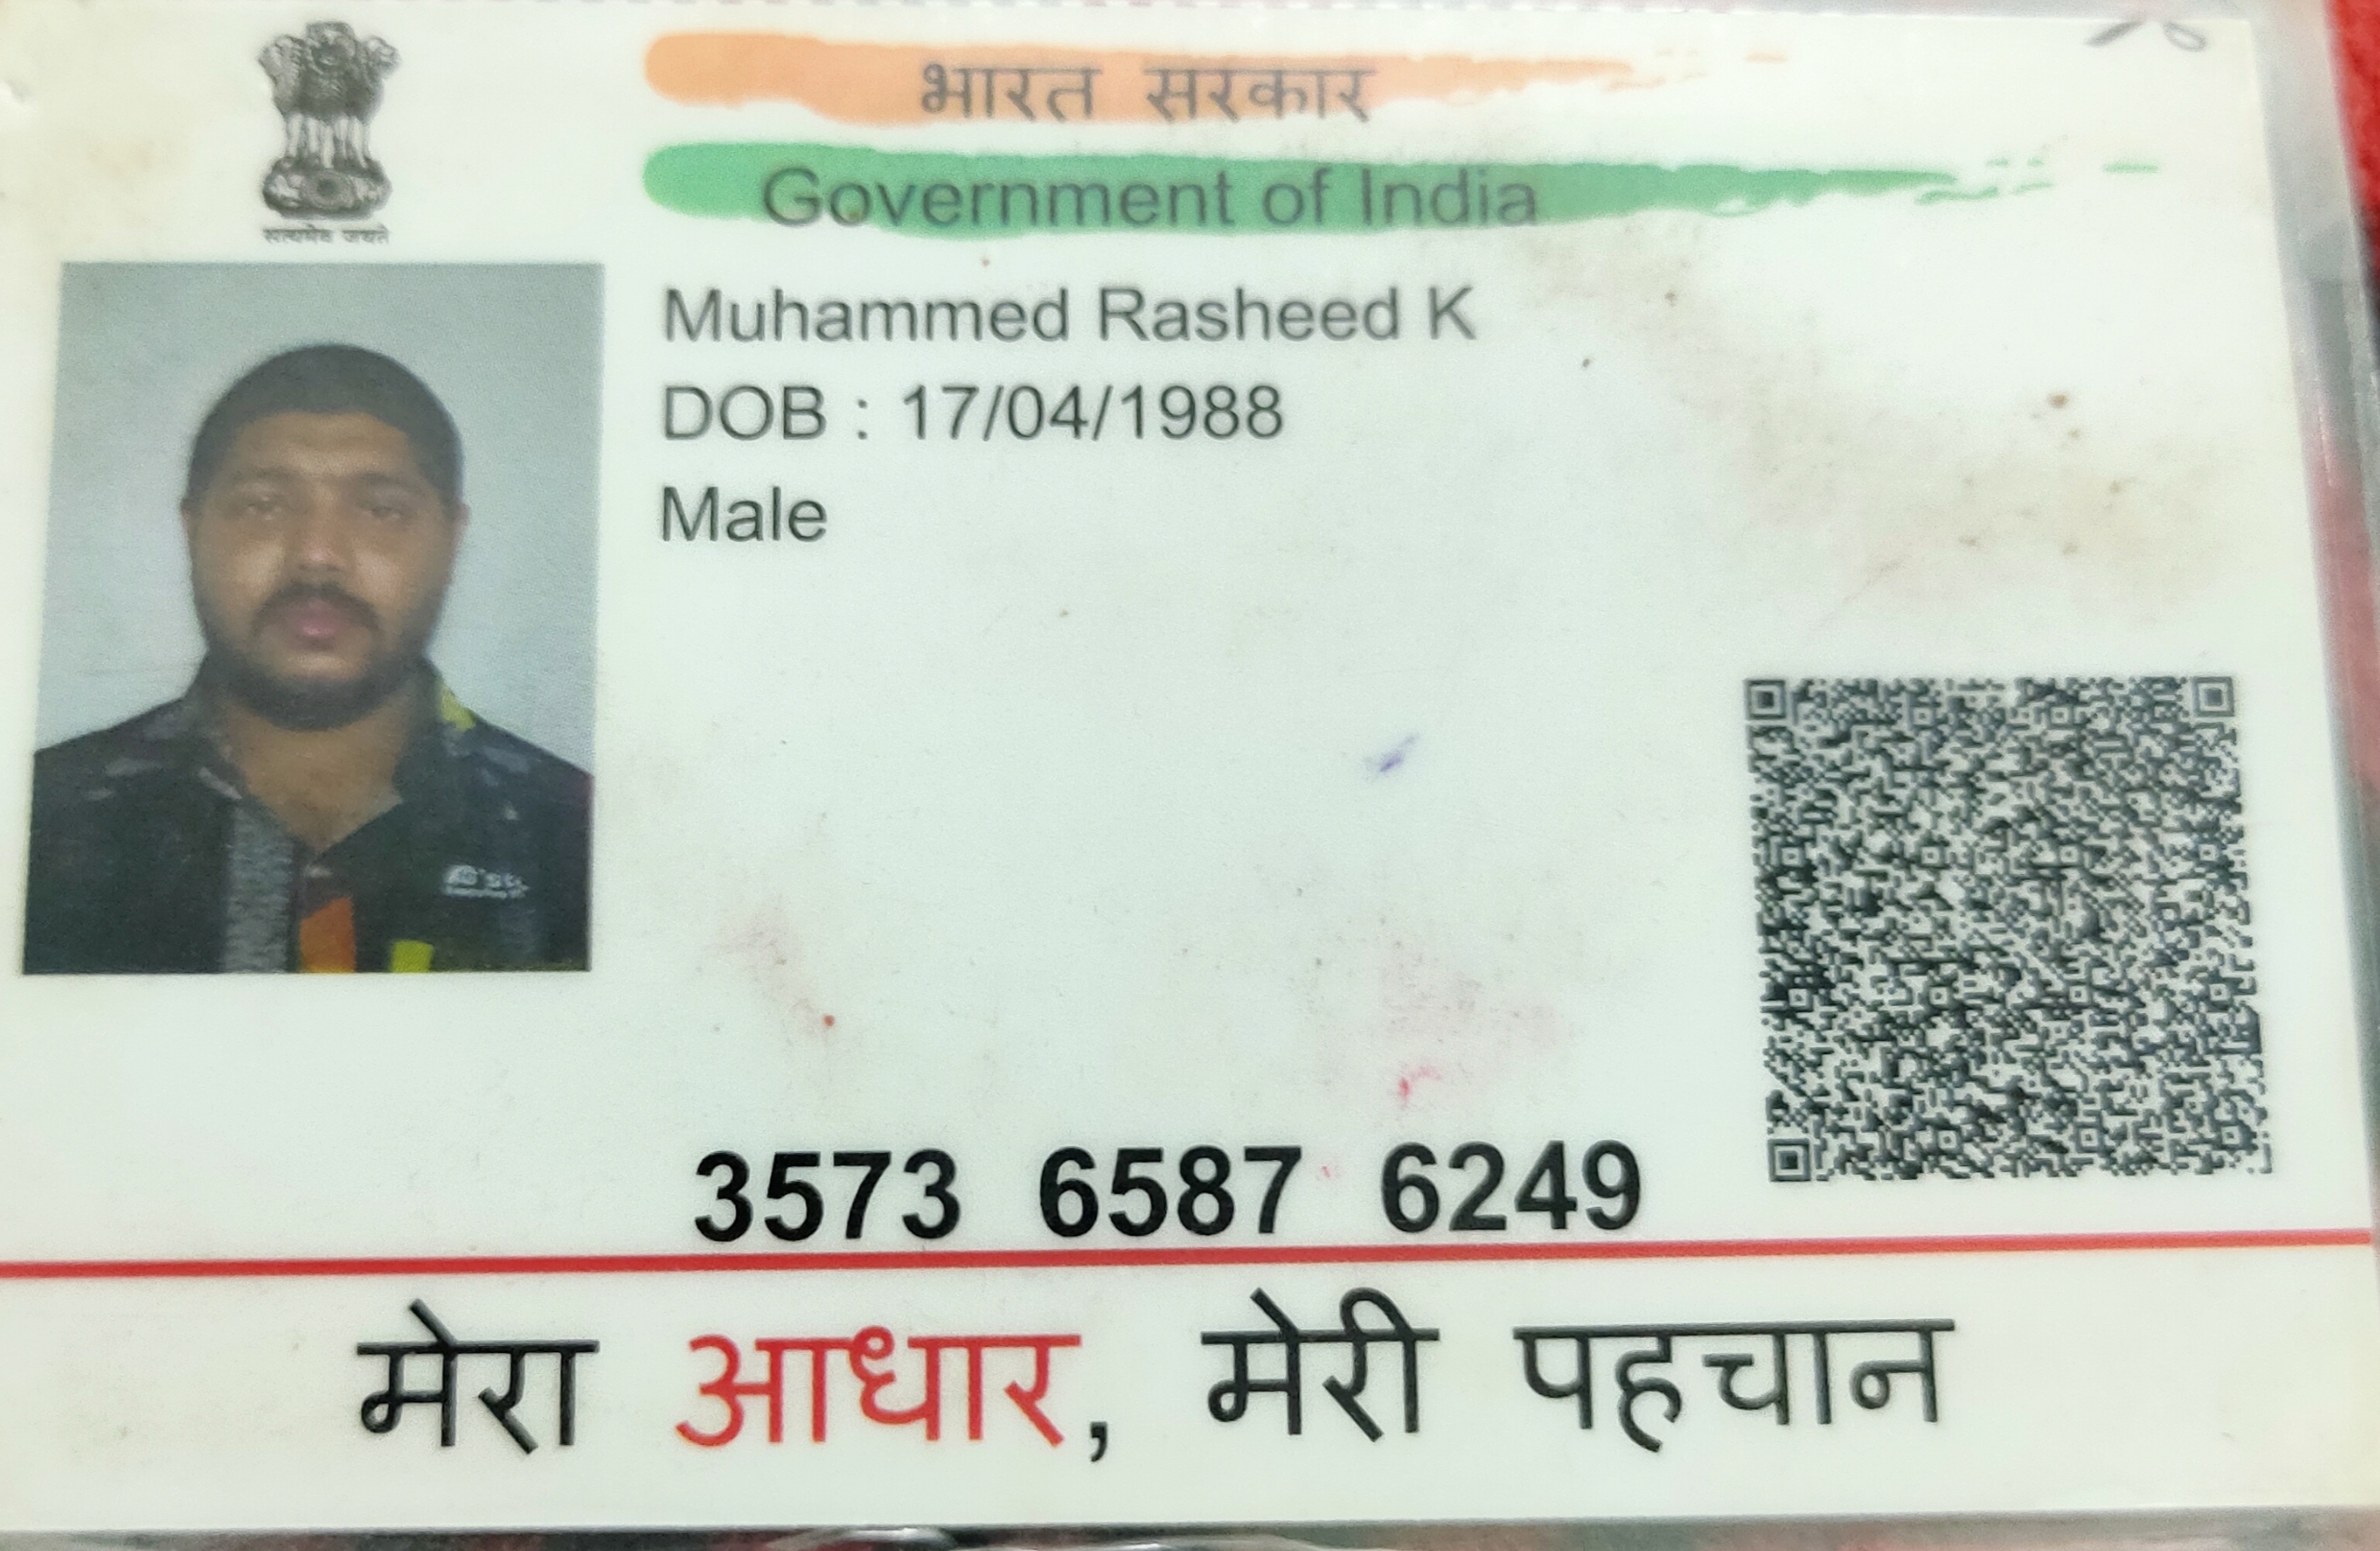 भारत सरकार
Government of India
सत्यमेव जयते
Muhammed Rasheed K
DOB : 17/04/1988
Male
3573 6587 6249
मेरा आधार, मेरी पहचान